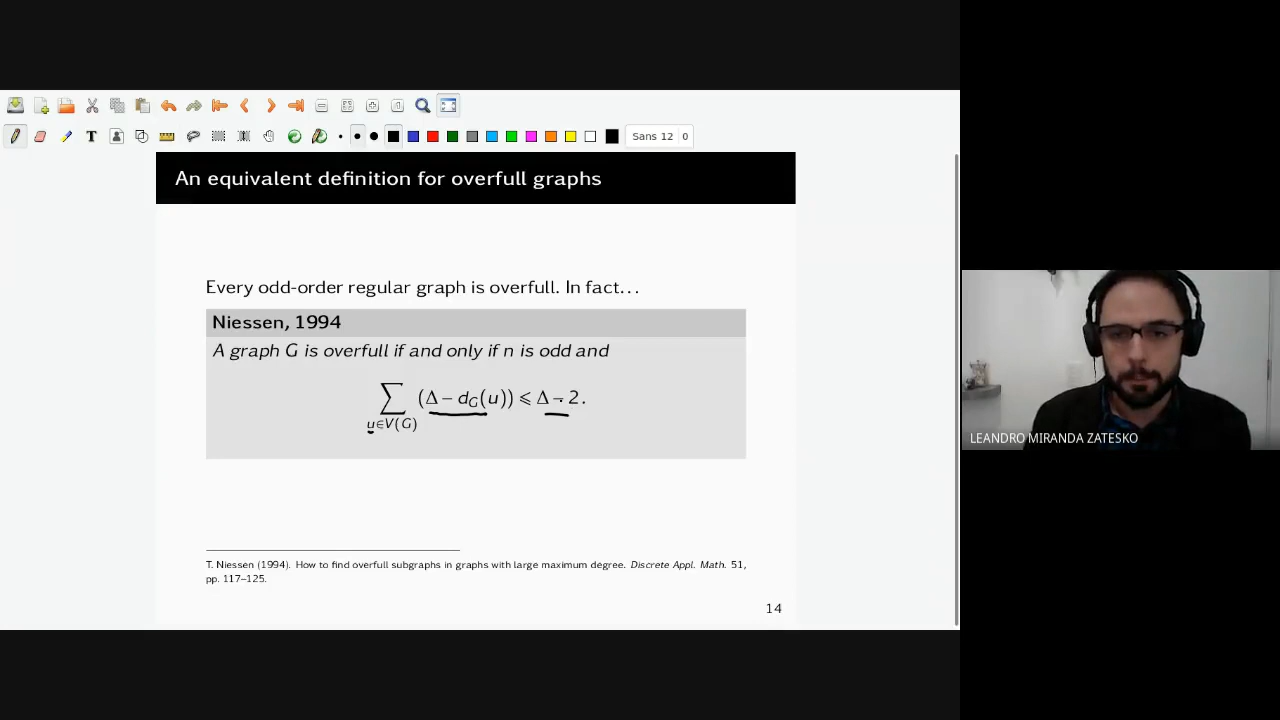 Sans 12 0
An equivalent definition for overfull graphs
Every odd-order regular graph is overfull. In fact…
Niessen, 1994
A graph G is overfull if and only if n is odd and
∑ (Δ − d_G(u)) ⩽ Δ − 2.
u∈V(G)
T. Niessen (1994). How to find overfull subgraphs in graphs with large maximum degree. Discrete Appl. Math. 51,
pp. 117–125.
14
LEANDRO MIRANDA ZATESKO